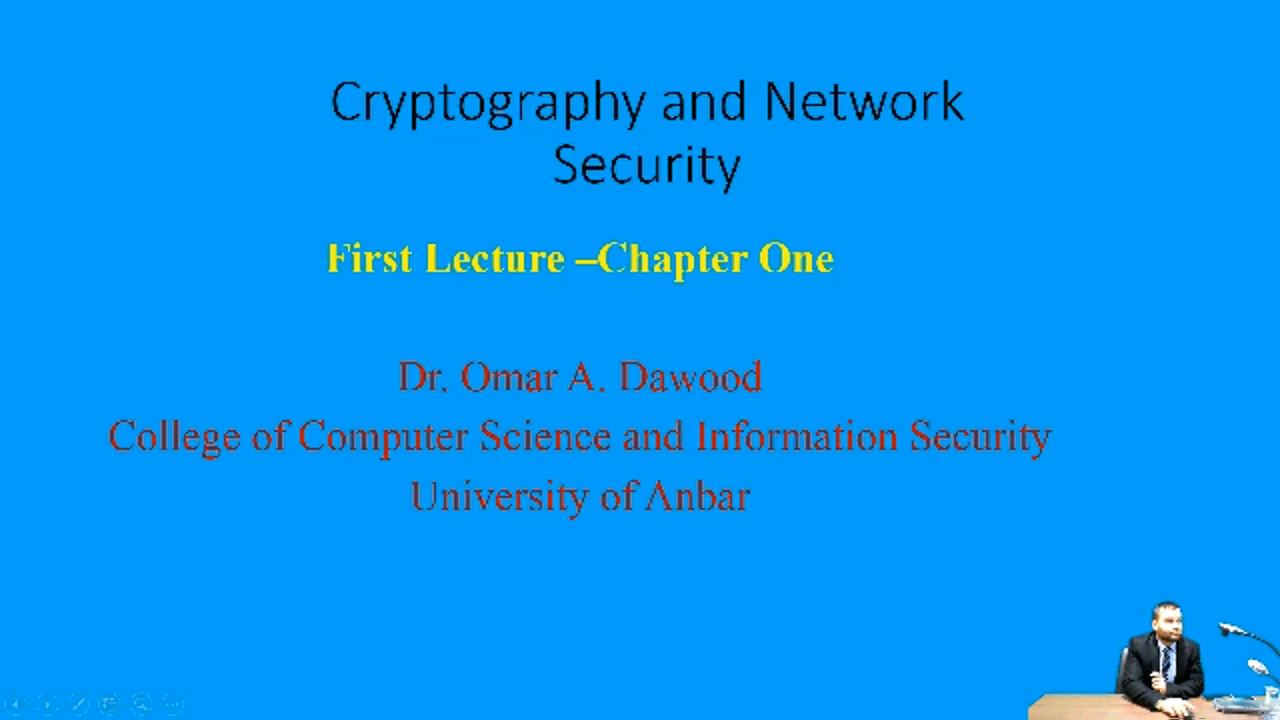 Cryptography and Network
Security
First Lecture –Chapter One
Dr. Omar A. Dawood
College of Computer Science and Information Security
University of Anbar